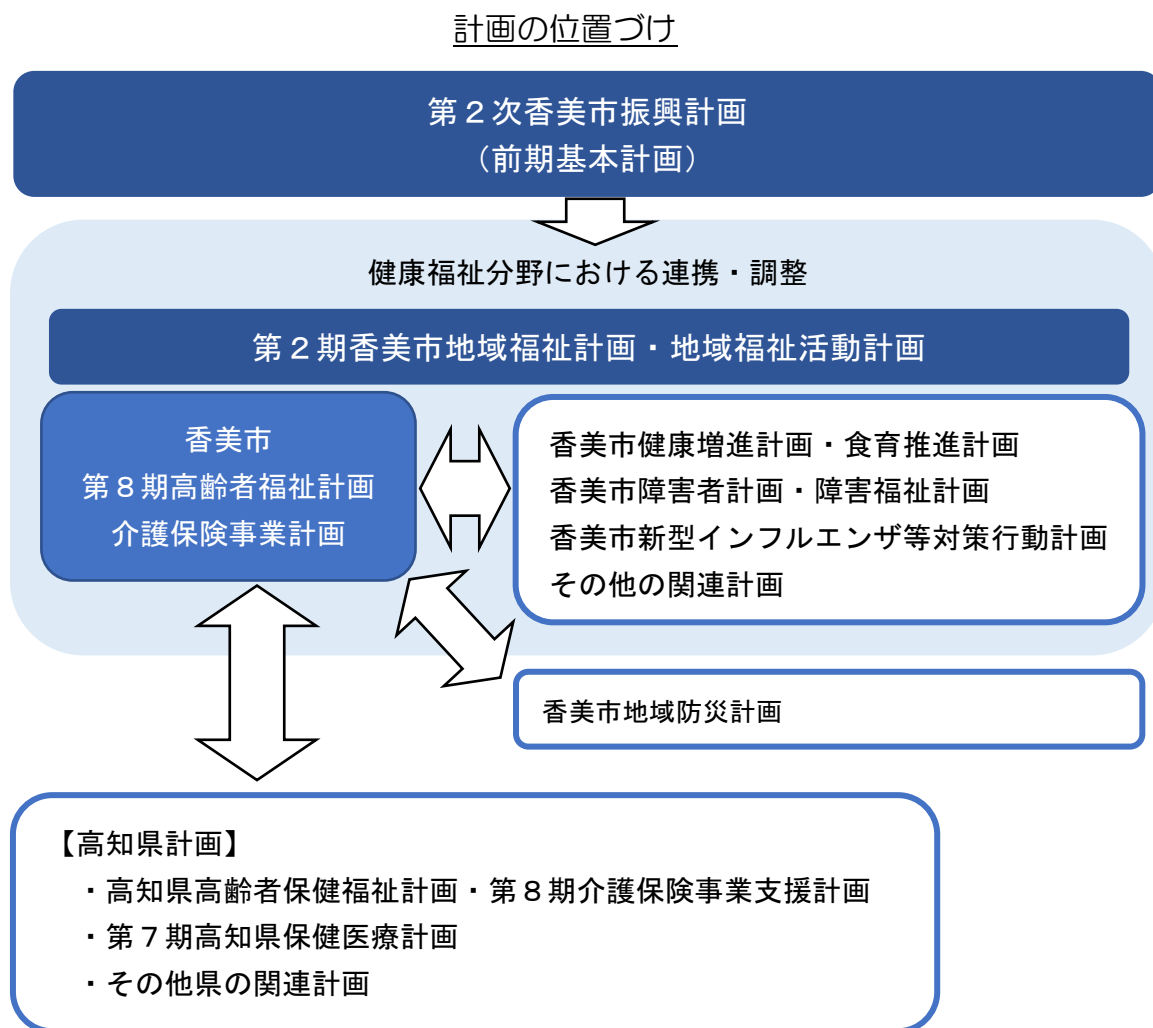 計画の位置づけ
第２次香美市振興計画
（前期基本計画）
健康福祉分野における連携・調整
第２期香美市地域福祉計画・地域福祉活動計画
香美市
第８期高齢者福祉計画
介護保険事業計画
香美市健康増進計画・食育推進計画
香美市障害者計画・障害福祉計画
香美市新型インフルエンザ等対策行動計画
その他の関連計画
香美市地域防災計画
【高知県計画】
・高知県高齢者保健福祉計画・第８期介護保険事業支援計画
・第７期高知県保健医療計画
・その他県の関連計画